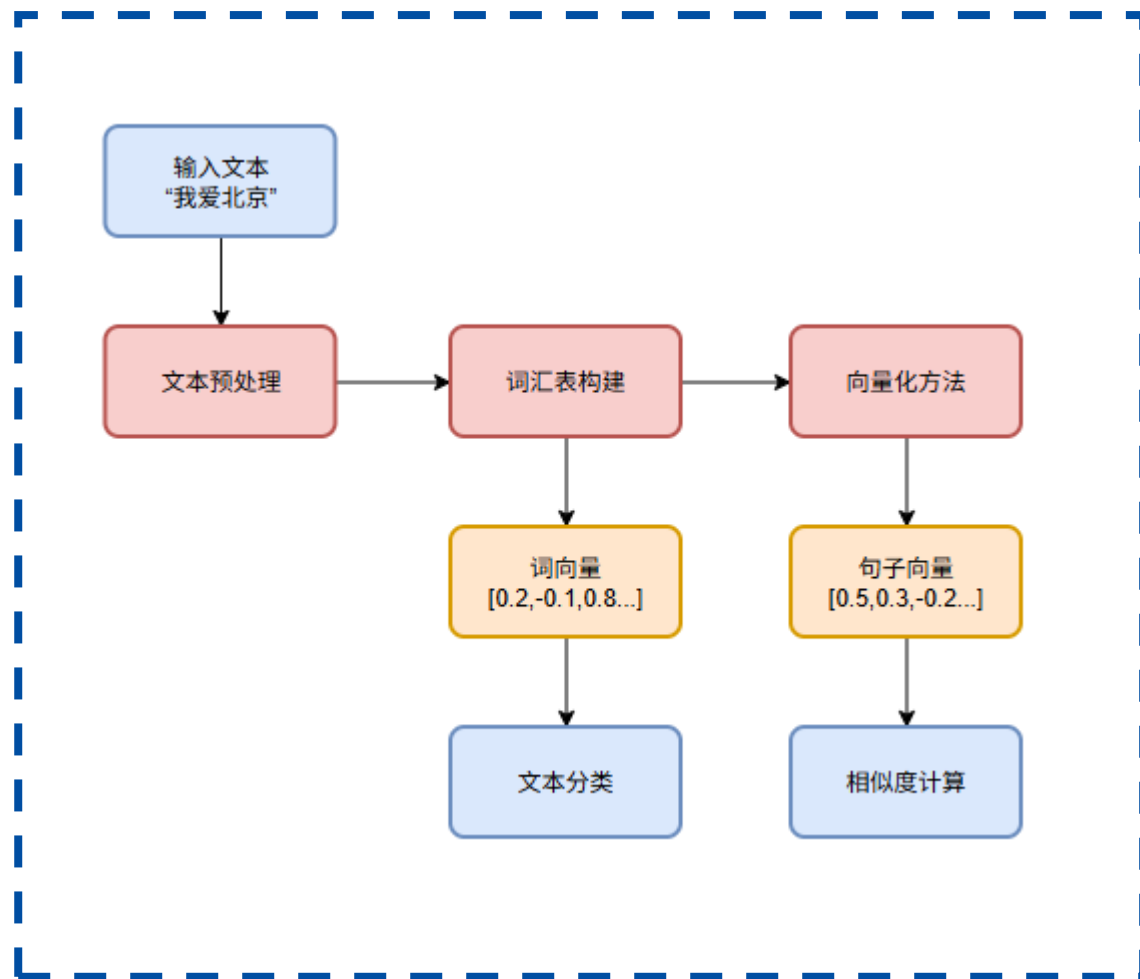 输入文本
“我爱北京”
文本预处理
词汇表构建
向量化方法
词向量
[0.2,-0.1,0.8...]
句子向量
[0.5,0.3,-0.2...]
文本分类
相似度计算